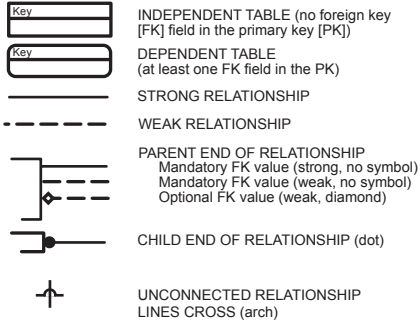 Key
INDEPENDENT TABLE (no foreign key
[FK] field in the primary key [PK])
Key
DEPENDENT TABLE
(at least one FK field in the PK)
STRONG RELATIONSHIP
WEAK RELATIONSHIP
PARENT END OF RELATIONSHIP
Mandatory FK value (strong, no symbol)
Mandatory FK value (weak, no symbol)
Optional FK value (weak, diamond)
CHILD END OF RELATIONSHIP (dot)
UNCONNECTED RELATIONSHIP
LINES CROSS (arch)